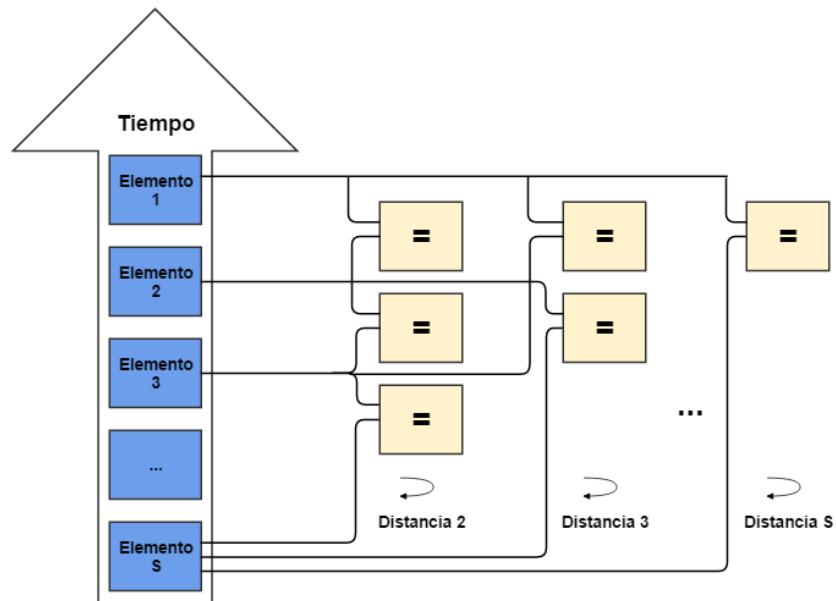 Tiempo
Elemento
1
Elemento
2
Elemento
3
...
Elemento
S
=
=
=
=
=
=
...
Distancia 2
Distancia 3
Distancia S